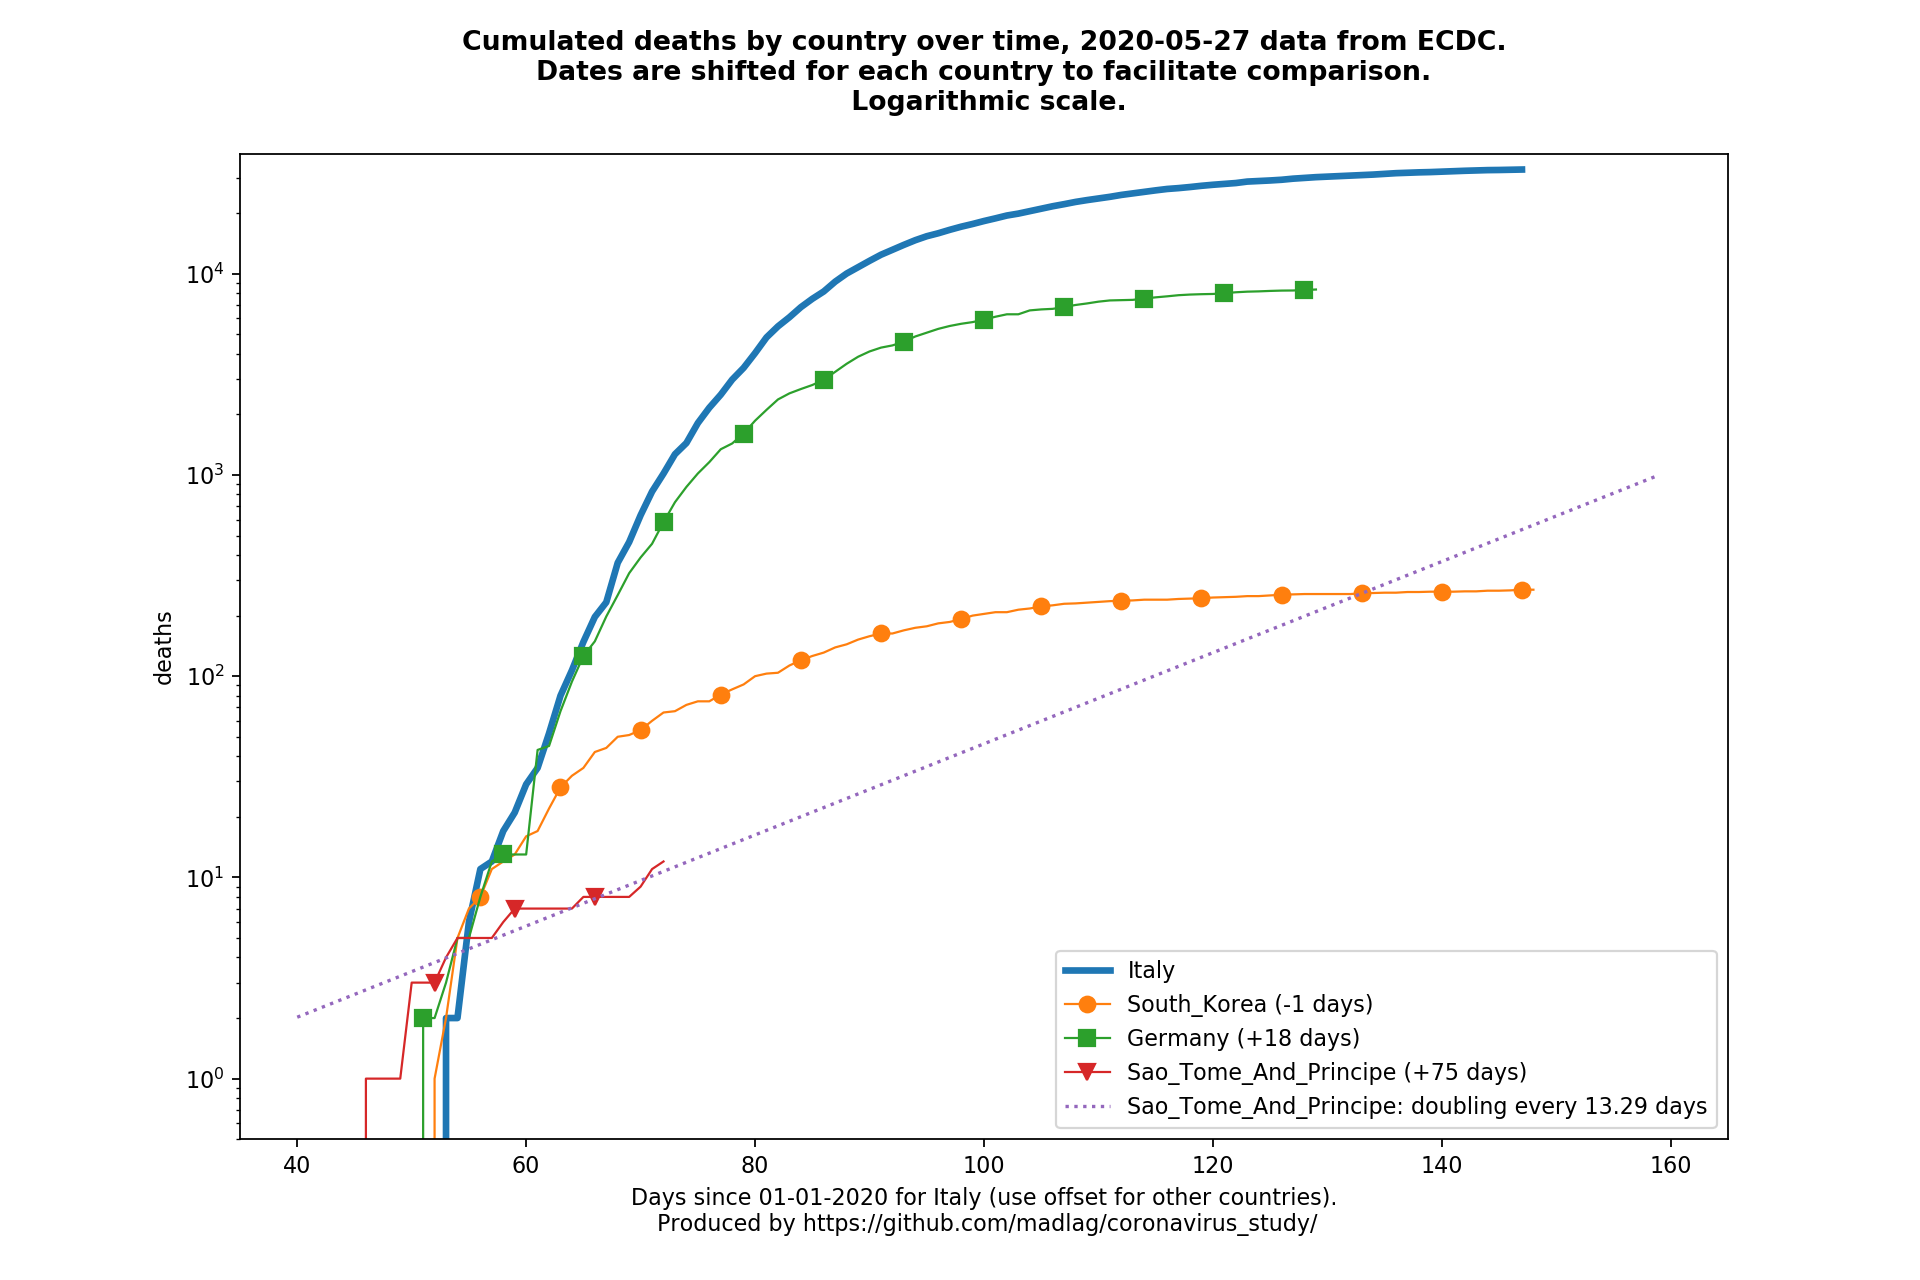 Cumulated deaths by country over time, 2020-05-27 data from ECDC.
Dates are shifted for each country to facilitate comparison.
Logarithmic scale.
10⁴
10³
10²
10¹
10⁰
deaths
Italy
South_Korea (-1 days)
Germany (+18 days)
Sao_Tome_And_Principe (+75 days)
Sao_Tome_And_Principe: doubling every 13.29 days
40 60 80 100 120 140 160
Days since 01-01-2020 for Italy (use offset for other countries).
Produced by https://github.com/madlag/coronavirus_study/